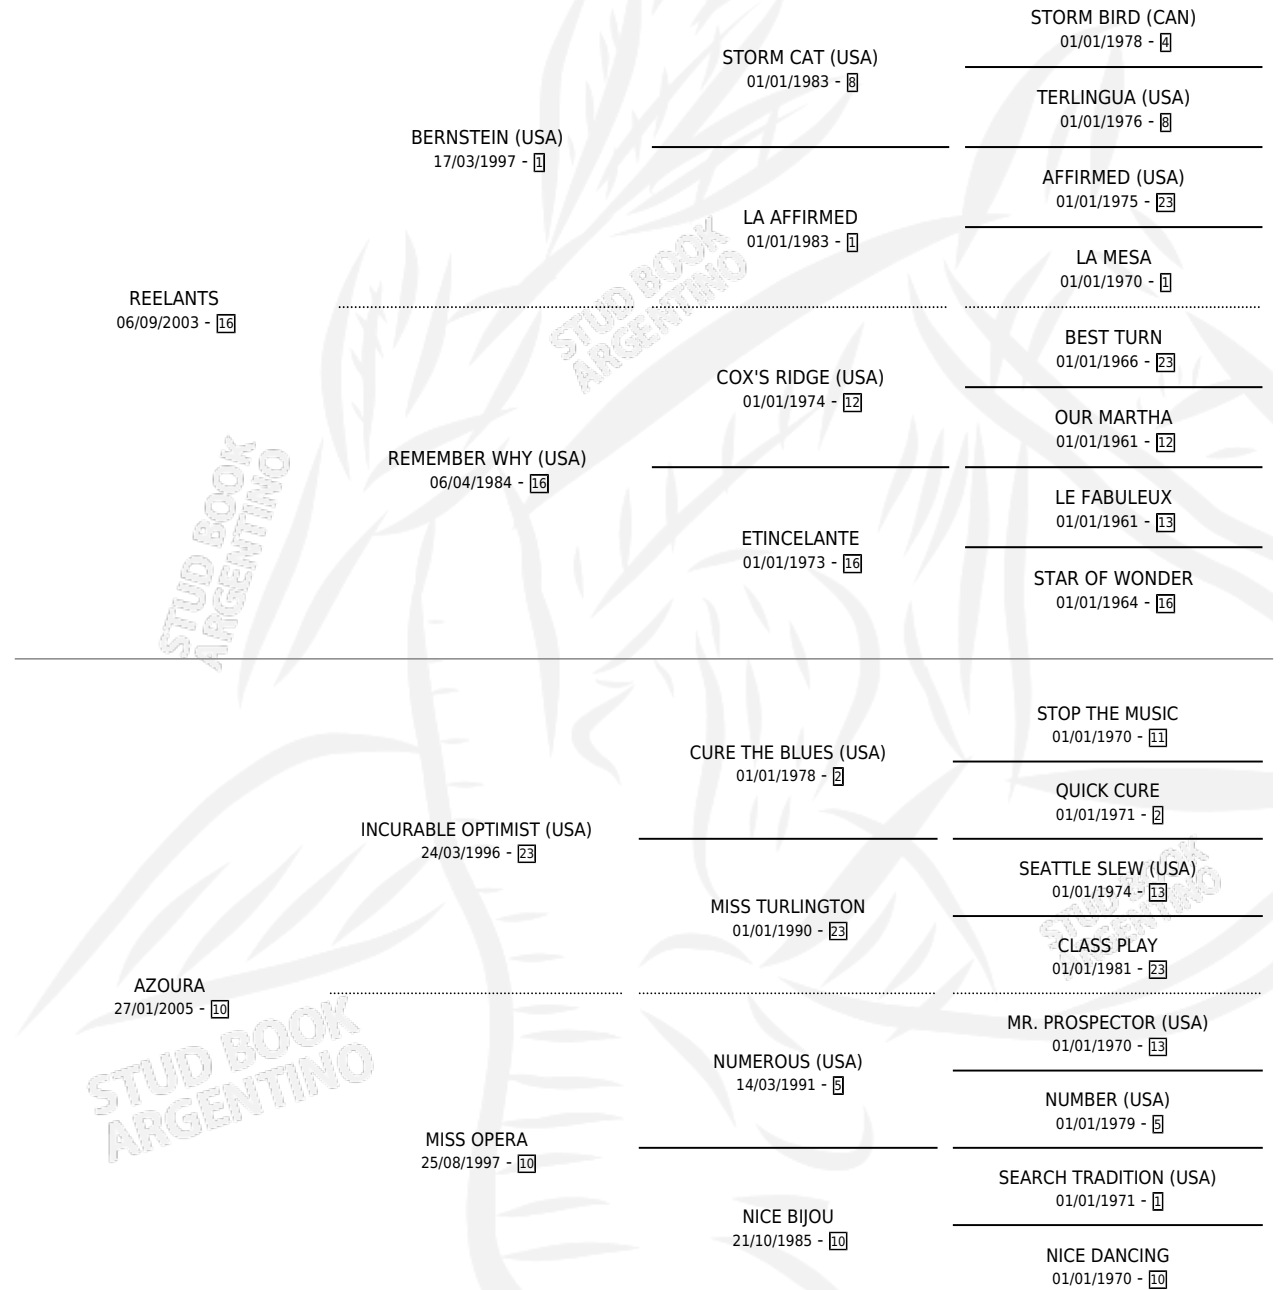 STORM BIRD (CAN)
01/01/1978 - 4
STORM CAT (USA)
01/01/1983 - 8
TERLINGUA (USA)
01/01/1976 - 8
BERNSTEIN (USA)
17/03/1997 - 1
AFFIRMED (USA)
01/01/1975 - 23
LA AFFIRMED
01/01/1983 - 1
LA MESA
01/01/1970 - 1
REELANTS
06/09/2003 - 16
BEST TURN
01/01/1966 - 23
COX'S RIDGE (USA)
01/01/1974 - 12
OUR MARTHA
01/01/1961 - 12
REMEMBER WHY (USA)
06/04/1984 - 16
LE FABULEUX
01/01/1961 - 13
ETINCELANTE
01/01/1973 - 16
STAR OF WONDER
01/01/1964 - 16
STUD BOOK
ARGENTINO
STUD BOOK
ARGENTINO
STOP THE MUSIC
01/01/1970 - 11
CURE THE BLUES (USA)
01/01/1978 - 2
QUICK CURE
01/01/1971 - 2
INCURABLE OPTIMIST (USA)
24/03/1996 - 23
SEATTLE SLEW (USA)
01/01/1974 - 13
MISS TURLINGTON
01/01/1990 - 23
CLASS PLAY
01/01/1981 - 23
AZOURA
27/01/2005 - 10
MR. PROSPECTOR (USA)
01/01/1970 - 13
NUMEROUS (USA)
14/03/1991 - 5
NUMBER (USA)
01/01/1979 - 5
MISS OPERA
25/08/1997 - 10
SEARCH TRADITION (USA)
01/01/1971 - 1
NICE BIJOU
21/10/1985 - 10
NICE DANCING
01/01/1970 - 10
STUD BOOK
ARGENTINO
STUD BOOK
ARGENTINO